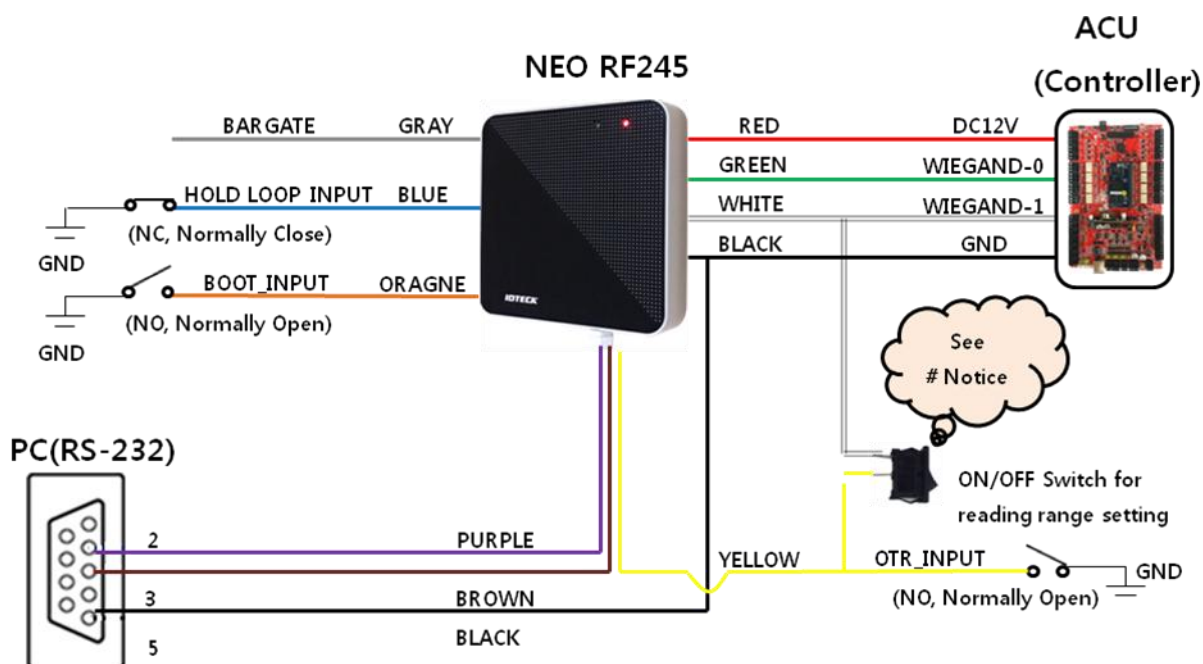 ACU
(Controller)
NEO RF245
BARGATE GRAY
RED DC12V
GREEN WIEGAND-0
HOLD LOOP INPUT BLUE
WHITE WIEGAND-1
(NC, Normally Close)
BLACK GND
GND
BOOT_INPUT ORAGNE
IDTECK
(NO, Normally Open)
GND
See
# Notice
PC(RS-232)
ON/OFF Switch for
reading range setting
2 PURPLE
YELLOW OTR_INPUT
GND
(NO, Normally Open)
3 BROWN
BLACK
5